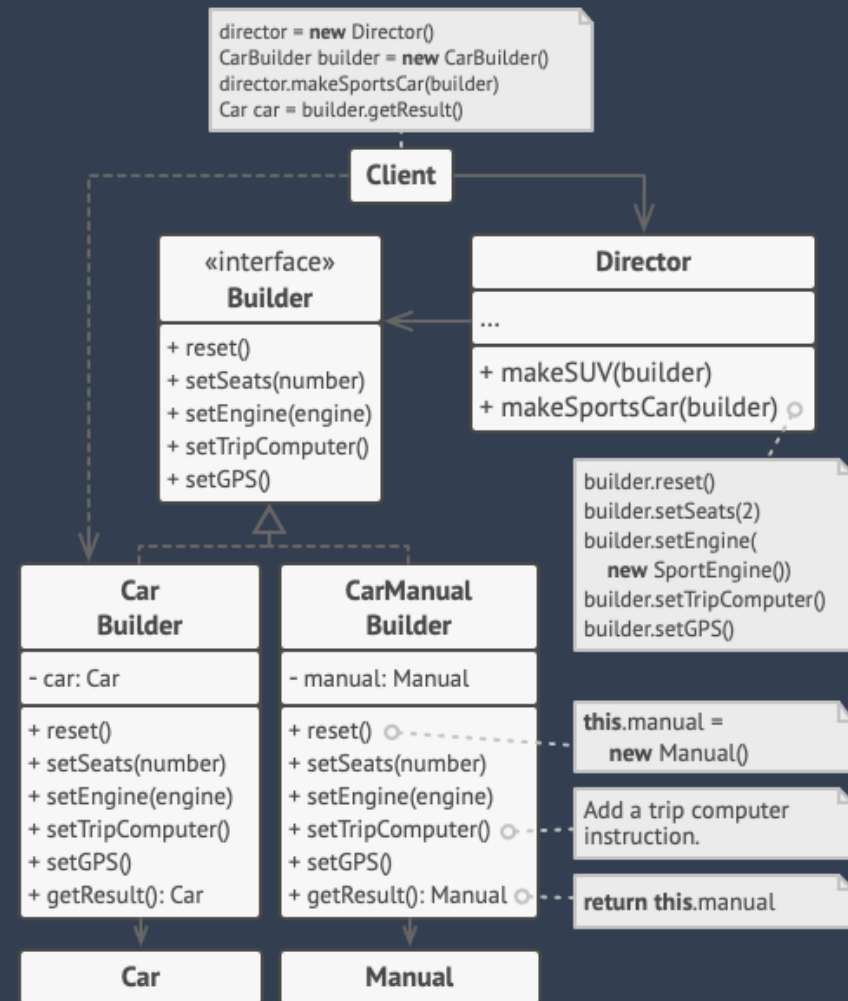 director = new Director()
CarBuilder builder = new CarBuilder()
director.makeSportsCar(builder)
Car car = builder.getResult()
Client
«interface»
Builder
+ reset()
+ setSeats(number)
+ setEngine(engine)
+ setTripComputer()
+ setGPS()
Director
...
+ makeSUV(builder)
+ makeSportsCar(builder)
builder.reset()
builder.setSeats(2)
builder.setEngine(
new SportEngine())
builder.setTripComputer()
builder.setGPS()
Car
Builder
- car: Car
+ reset()
+ setSeats(number)
+ setEngine(engine)
+ setTripComputer()
+ setGPS()
+ getResult(): Car
CarManual
Builder
- manual: Manual
+ reset()
+ setSeats(number)
+ setEngine(engine)
+ setTripComputer()
+ setGPS()
+ getResult(): Manual
this.manual =
new Manual()
Add a trip computer
instruction.
return this.manual
Car
Manual